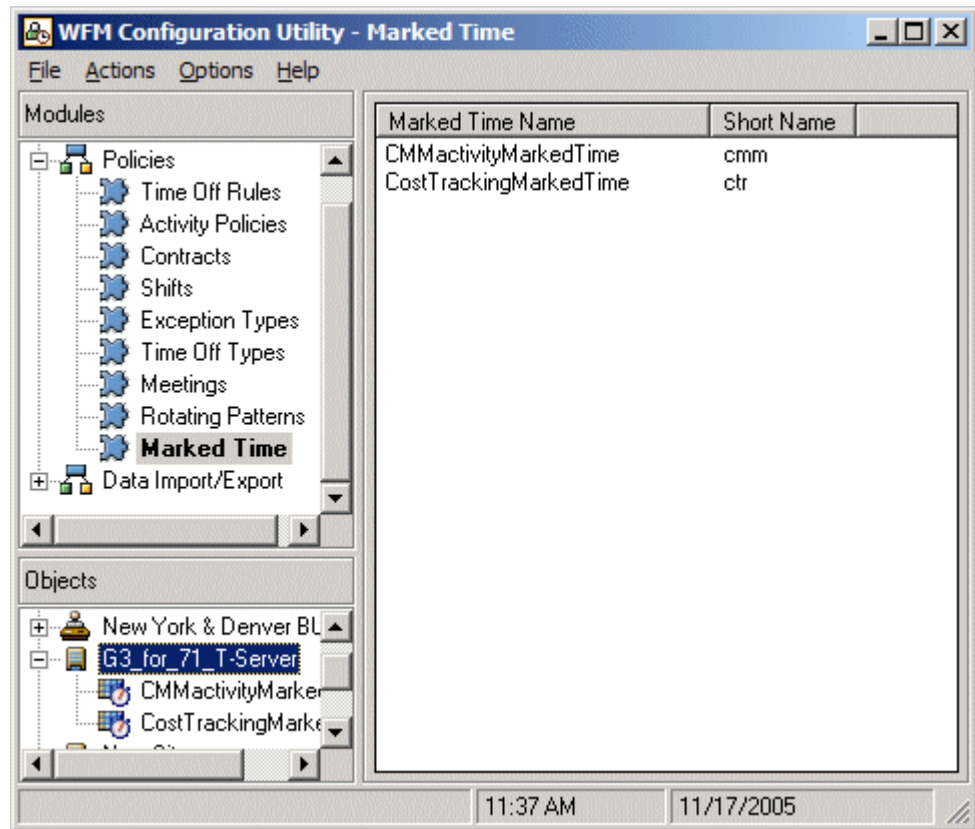 WFM Configuration Utility - Marked Time
File Actions Options Help
Modules
Policies
Time Off Rules
Activity Policies
Contracts
Shifts
Exception Types
Time Off Types
Meetings
Rotating Patterns
Marked Time
Data Import/Export
Marked Time Name Short Name
CMMactivityMarkedTime cmm
CostTrackingMarkedTime ctr
Objects
New York & Denver BU
G3_for_71_T-Server
CMMactivityMarke
CostTrackingMarke
11:37 AM 11/17/2005